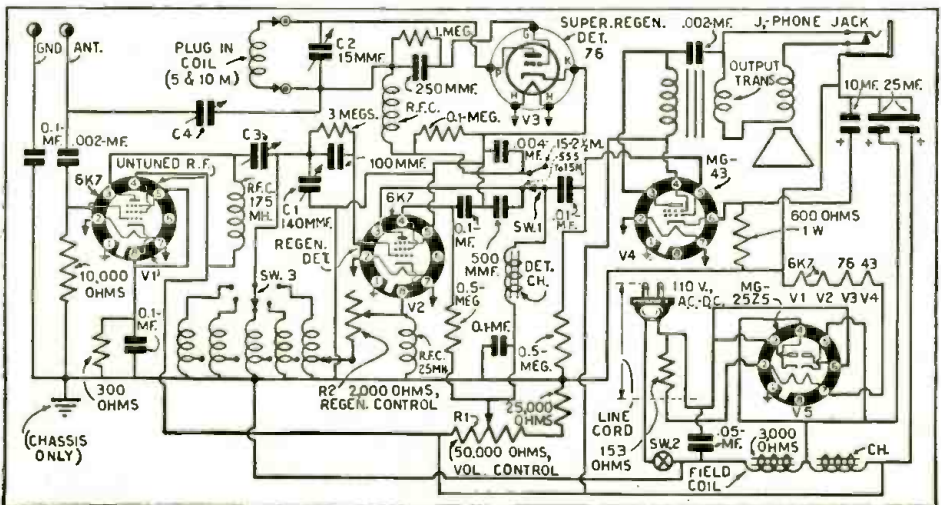 GND.
ANT.
PLUG IN
COIL
(5 & 10 M.)
C2
15MMF.
1 MEG.
SUPER. REGEN.
DET.
76
G
P
K
H
H
V3
.002-MF.
J, -PHONE JACK
OUTPUT
TRANS.
10 MF.
25 MF.
C4
250 MMF.
R.F.C.
0.1-MEG.
3 MEGS.
0.1-
MF.
.002-MF.
C3
UNTUNED R.F.
6K7
V1
R.F.C.
175
MH.
100 MMF.
C1
140MMF.
REGEN.
DET.
6K7
V2
.004-
MF.
SW.1
.01-
MF.
MG-
43
V4
0.1-
MF.
500
MMF.
DET.
CH.
600 OHMS
1 W
10,000
OHMS
SW. 3
0.5-
MEG.
0.1-MF.
0.5-
MEG.
110 V.,
AC.-DC.
MG-
25Z5
6K7
76
43
V1
V2
V3
V4
V5
0.1-
MF.
300
OHMS
R.F.C.
25MH.
R2
2,000 OHMS,
REGEN. CONTROL
25,000
OHMS
R1
50,000 OHMS,
VOL. CONTROL
LINE
CORD
153
OHMS
SW.2
.05-
MF.
3,000
OHMS
FIELD
COIL
CH.
(CHASSIS
ONLY)